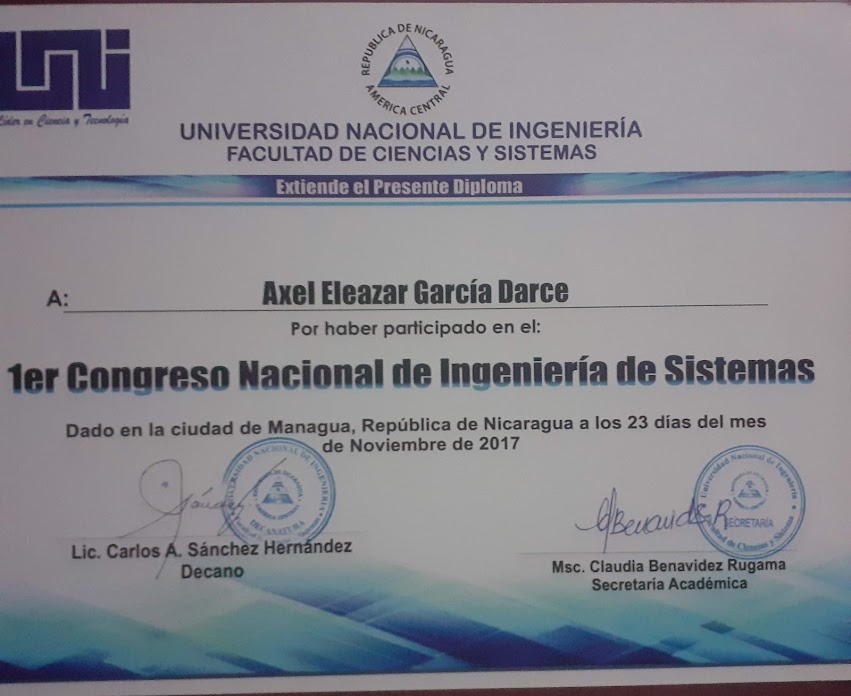 uni
Líder en Ciencia y Tecnología
REPUBLICA DE NICARAGUA
AMERICA CENTRAL
UNIVERSIDAD NACIONAL DE INGENIERÍA
FACULTAD DE CIENCIAS Y SISTEMAS
Extiende el Presente Diploma
A: Axel Eleazar García Darce
Por haber participado en el:
1er Congreso Nacional de Ingeniería de Sistemas
Dado en la ciudad de Managua, República de Nicaragua a los 23 días del mes
de Noviembre de 2017
UNIVERSIDAD NACIONAL DE INGENIERIA
DECANATURA
Universidad Nacional de Ingeniería
SECRETARÍA
Facultad de Ciencias y Sistemas
Lic. Carlos A. Sánchez Hernández
Decano
Msc. Claudia Benavidez Rugama
Secretaria Académica